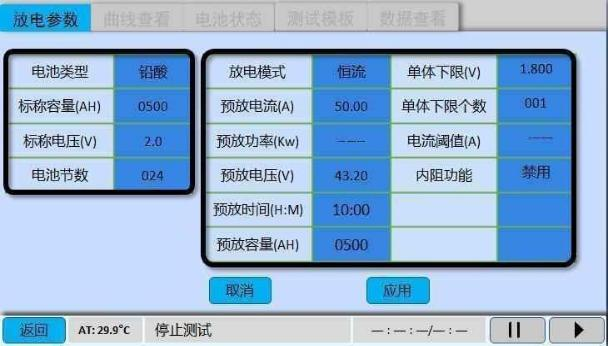 放电参数 曲线查看 电池状态 测试模板 数据查看
电池类型 铅酸 放电模式 恒流 单体下限(V) 1.800
标称容量(AH) 0500 预放电流(A) 50.00 单体下限个数 001
标称电压(V) 2.0 预放功率(Kw) ---- 电流阈值(A) ----
电池节数 024 预放电压(V) 43.20 内阻功能 禁用
预放时间(H:M) 10:00
预放容量(AH) 0500
取消 应用
返回 AT: 29.9°C 停止测试 —:—:—/—:—